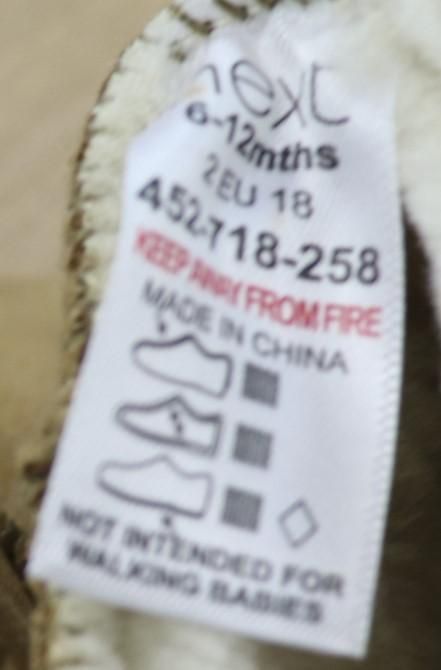 next
6-12mths
2EU 18
452-718-258
KEEP AWAY FROM FIRE
MADE IN CHINA
NOT INTENDED FOR
WALKING BABIES